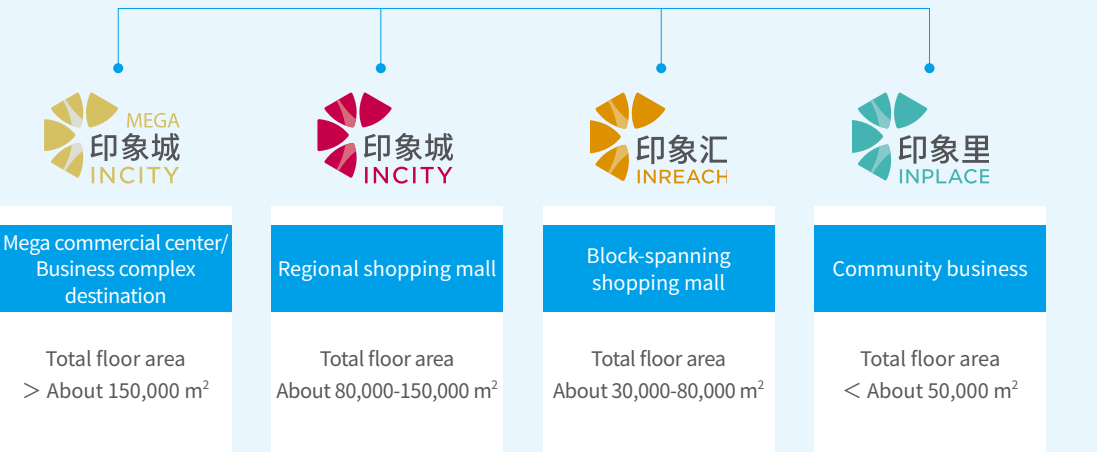 MEGA
印象城
INCITY
印象城
INCITY
印象汇
INREACH
印象里
INPLACE
Mega commercial center/
Business complex
destination
Regional shopping mall
Block-spanning
shopping mall
Community business
Total floor area
＞ About 150,000 m²
Total floor area
About 80,000-150,000 m²
Total floor area
About 30,000-80,000 m²
Total floor area
＜ About 50,000 m²